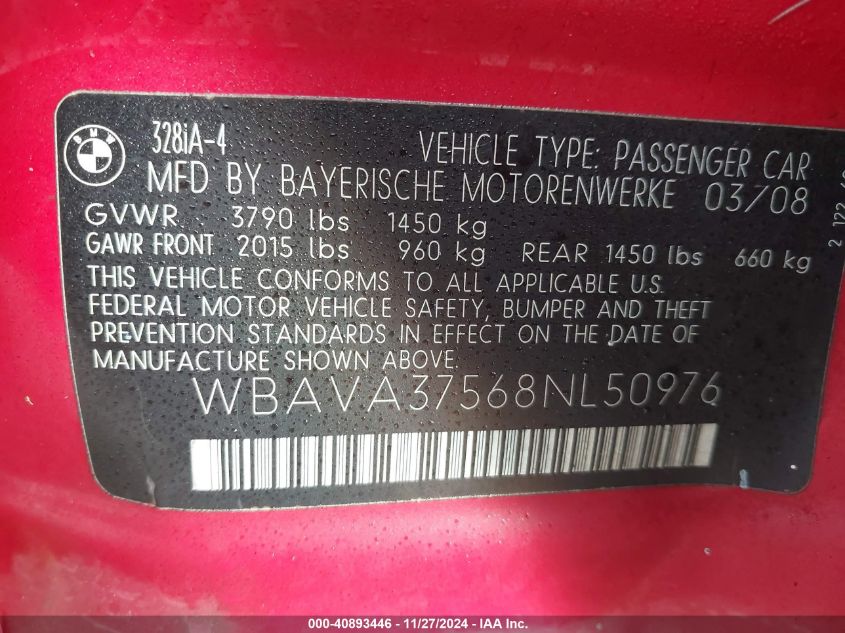 BMW
328iA-4
VEHICLE TYPE: PASSENGER CAR
MFD BY BAYERISCHE MOTORENWERKE 03/08
GVWR 3790 lbs 1450 kg
GAWR FRONT 2015 lbs 960 kg REAR 1450 lbs 660 kg
THIS VEHICLE CONFORMS TO ALL APPLICABLE U.S.
FEDERAL MOTOR VEHICLE SAFETY, BUMPER AND THEFT
PREVENTION STANDARDS IN EFFECT ON THE DATE OF
MANUFACTURE SHOWN ABOVE.
WBAVA37568NL50976
000-40893446 - 11/27/2024 - IAA Inc.